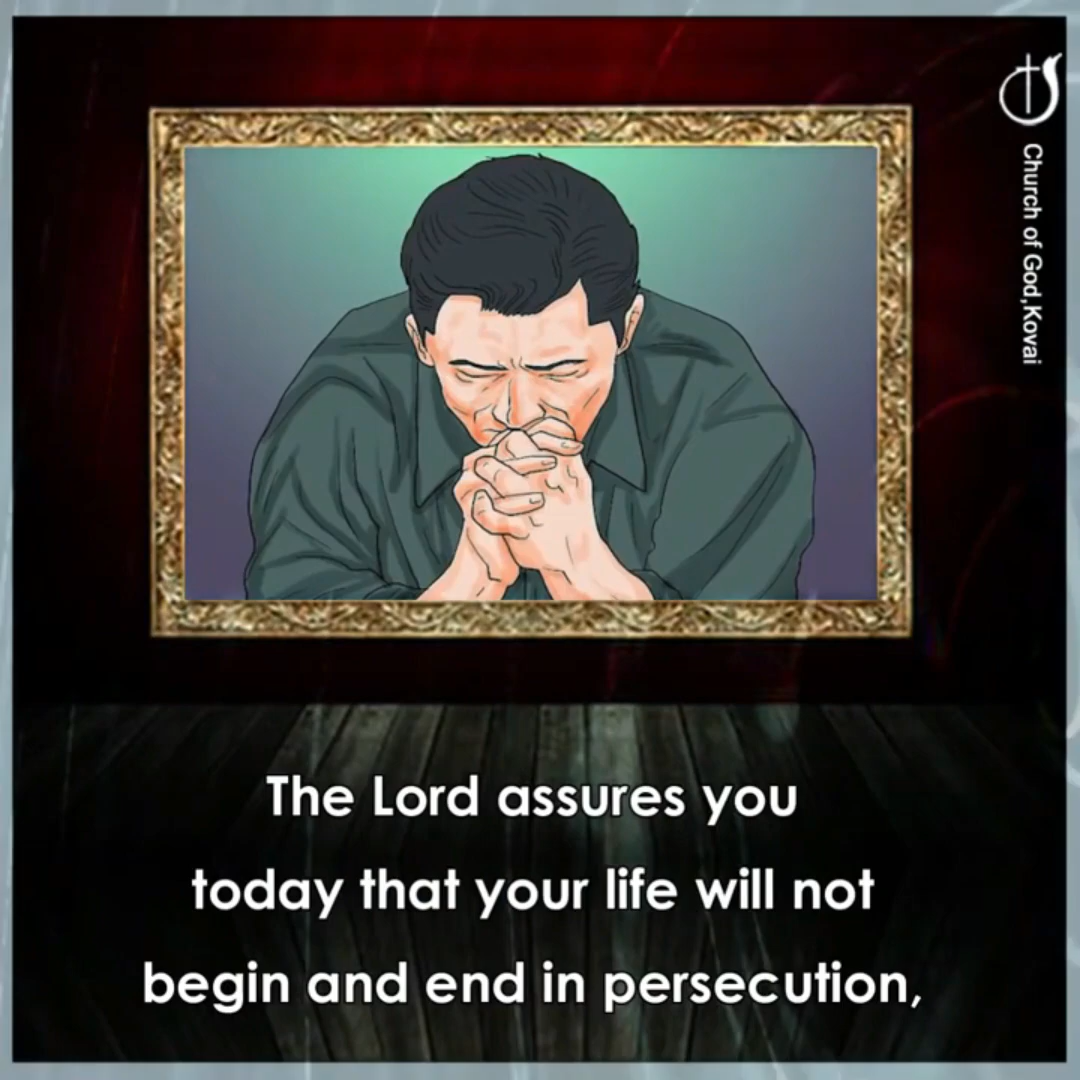 Church of God,Kovai
The Lord assures you
today that your life will not
begin and end in persecution,